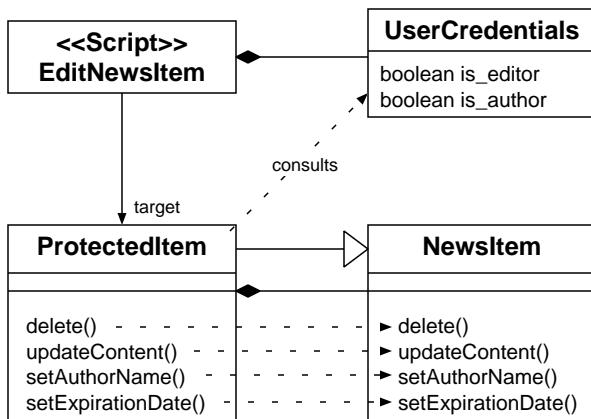 <<Script>>
EditNewsItem
UserCredentials
boolean is_editor
boolean is_author
consults
target
ProtectedItem
NewsItem
delete()
delete()
updateContent()
updateContent()
setAuthorName()
setAuthorName()
setExpirationDate()
setExpirationDate()